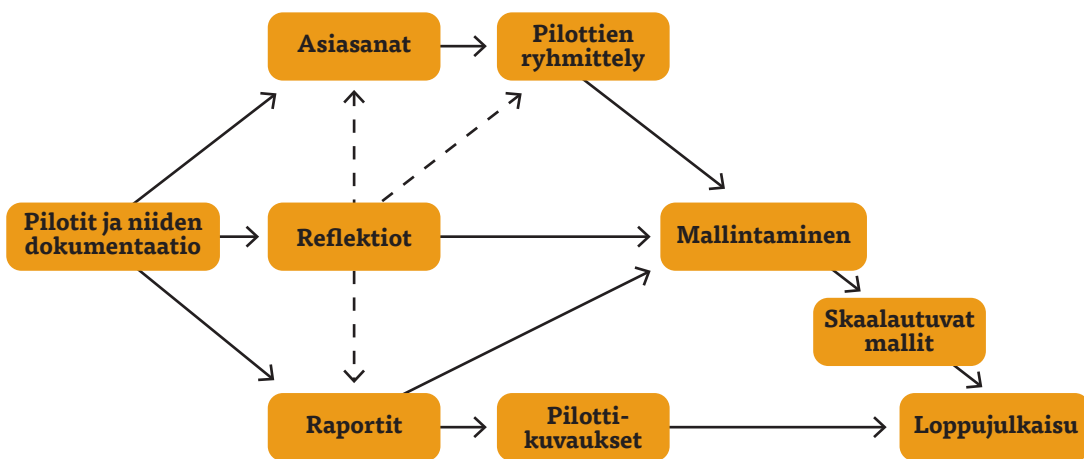 Asiasanat
Pilottien
ryhmittely
Pilotit ja niiden
dokumentaatio
Reflektiot
Mallintaminen
Skaalautuvat
mallit
Raportit
Pilotti-
kuvaukset
Loppujulkaisu